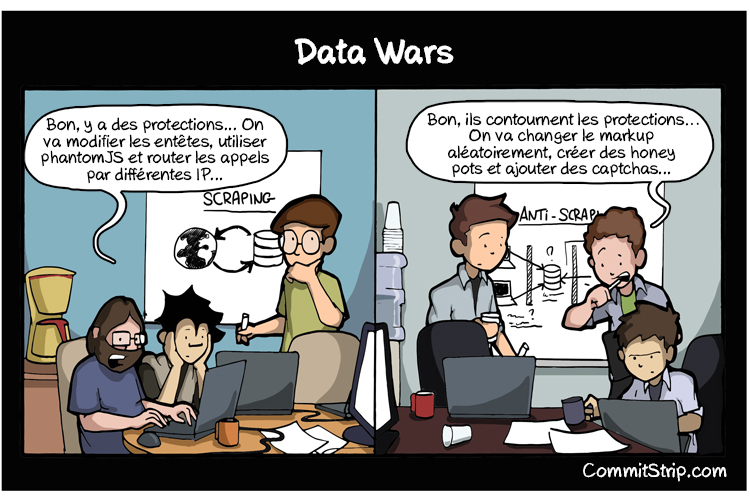 Data Wars
Bon, y a des protections... On
va modifier les entêtes, utiliser
phantomJS et router les appels
par différentes IP...
SCRAPING
Bon, ils contournent les protections...
On va changer le markup
aléatoirement, créer des honey
pots et ajouter des captchas...
ANTI-SCRAP
?
?
CommitStrip.com